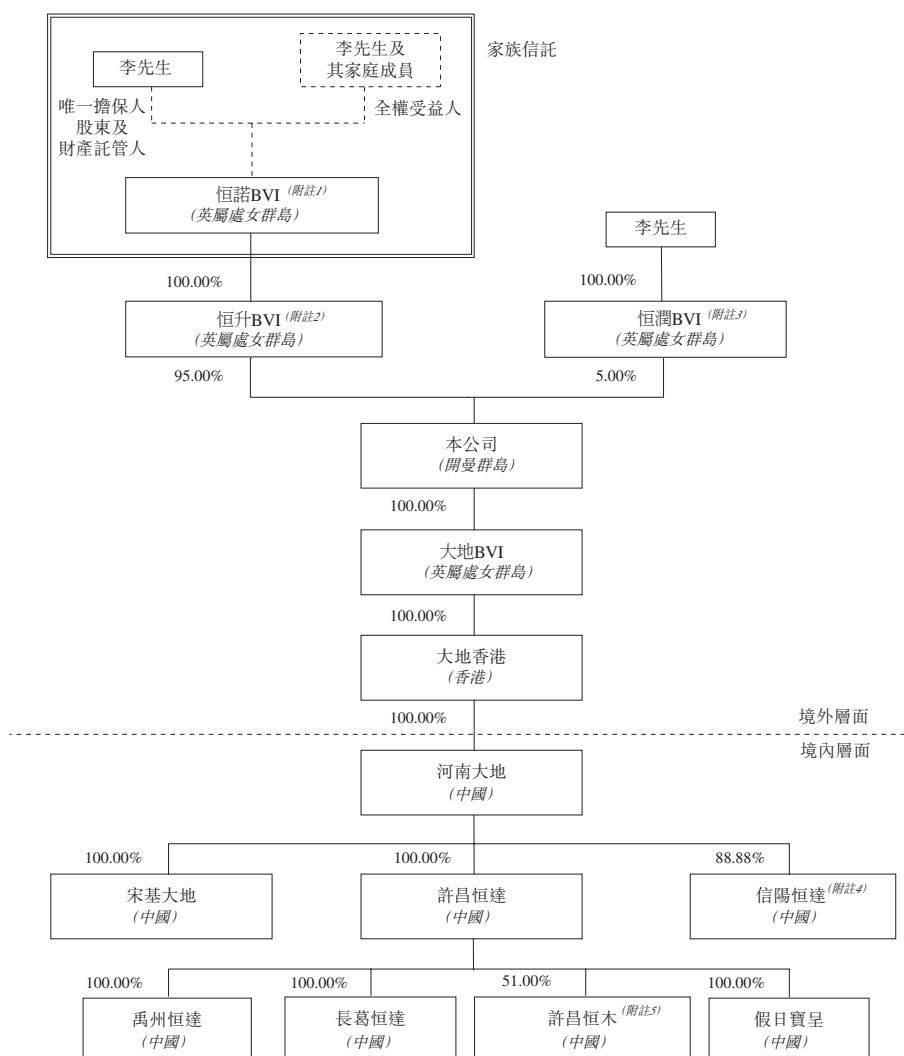 李先生
李先生及
其家庭成員
家族信託
唯一擔保人
股東及
財產託管人
全權受益人
恒諾BVI (附註1)
(英屬處女群島)
李先生
100.00%
100.00%
恒升BVI (附註2)
(英屬處女群島)
恒潤BVI (附註3)
(英屬處女群島)
95.00%
5.00%
本公司
(開曼群島)
100.00%
大地BVI
(英屬處女群島)
100.00%
大地香港
(香港)
100.00%
境外層面
境內層面
河南大地
(中國)
100.00%
100.00%
88.88%
宋基大地
(中國)
許昌恒達
(中國)
信陽恒達(附註4)
(中國)
100.00%
100.00%
51.00%
100.00%
禹州恒達
(中國)
長葛恒達
(中國)
許昌恒木(附註5)
(中國)
假日寶呈
(中國)